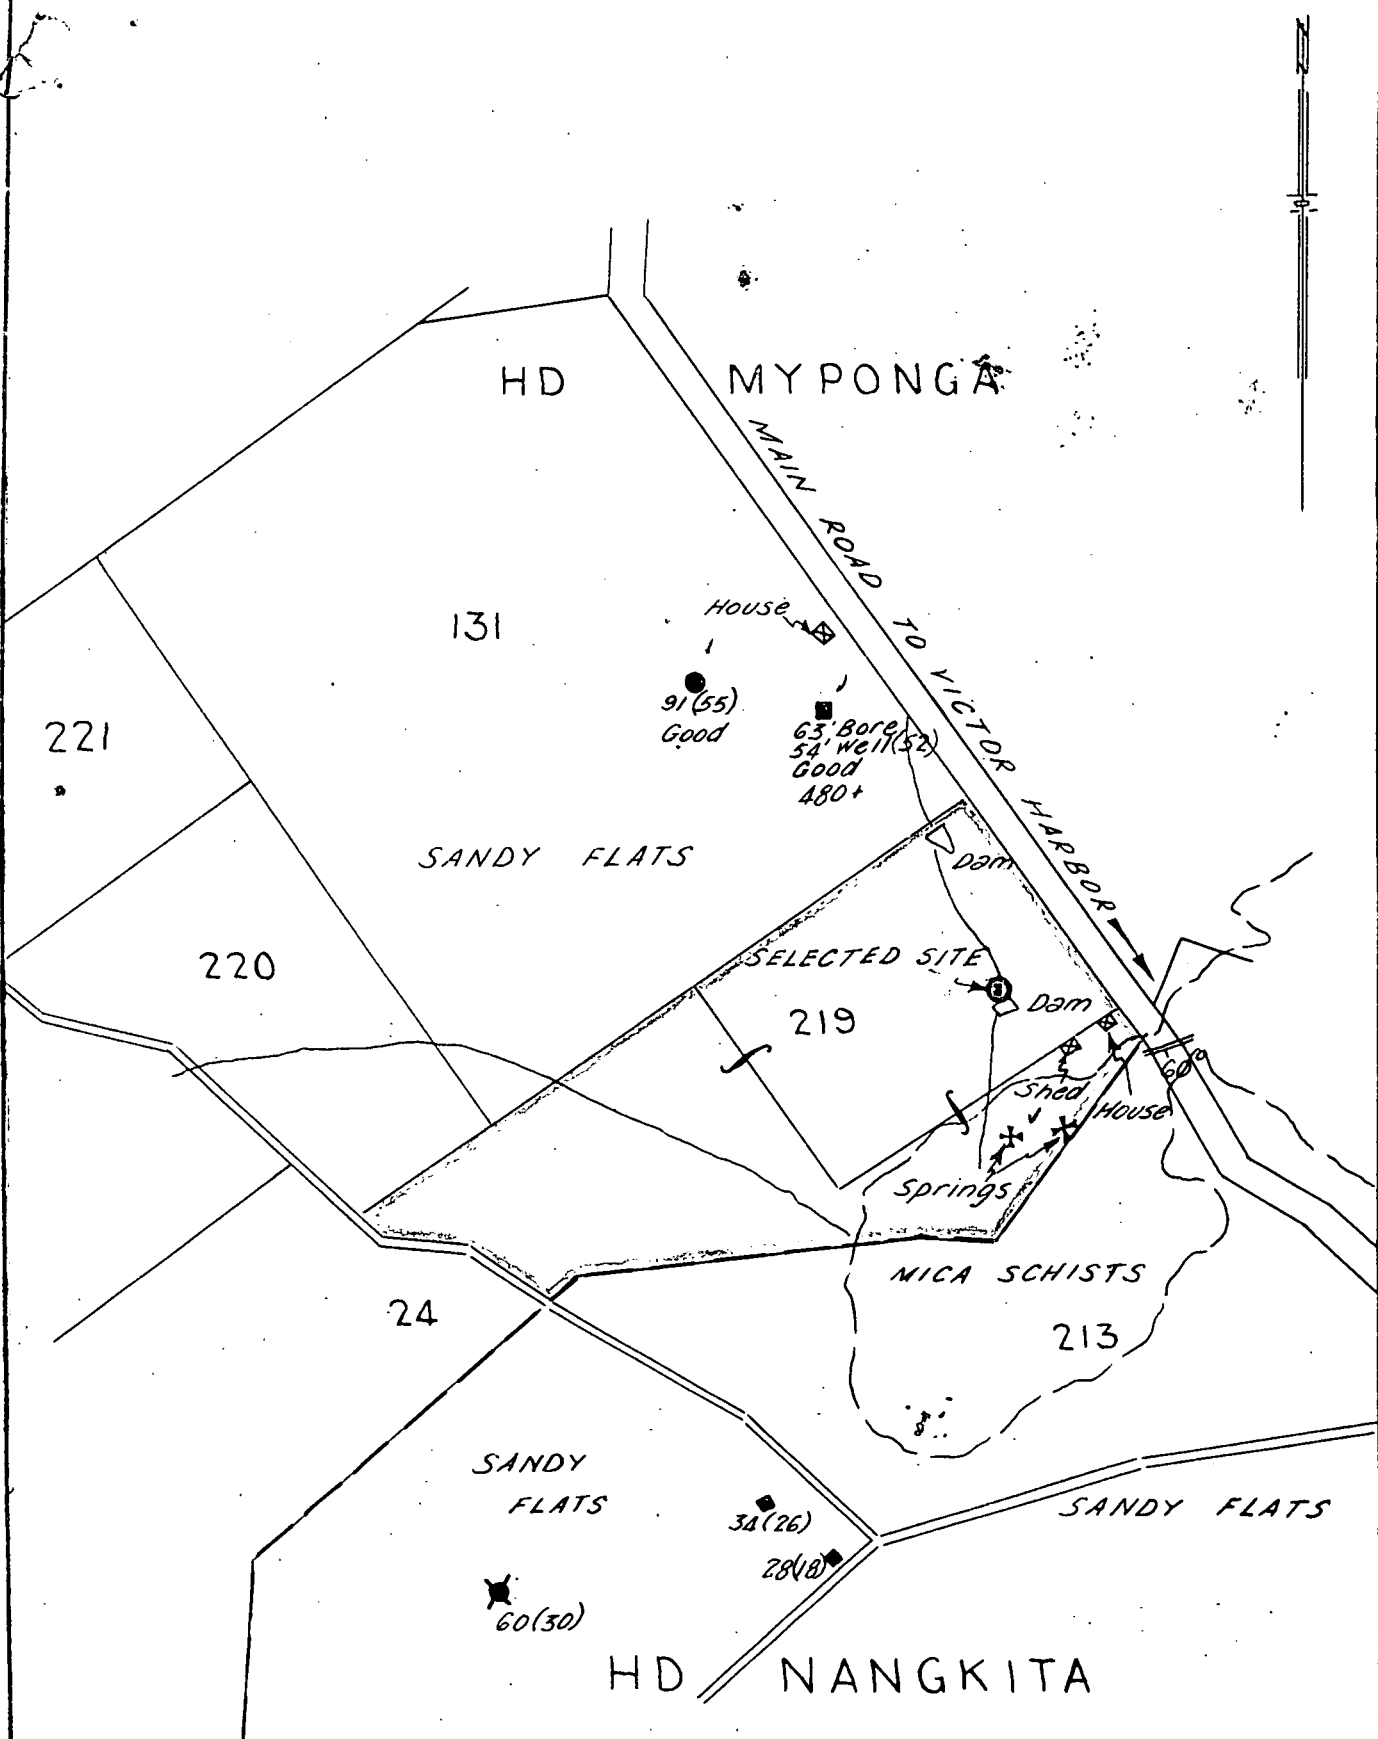 N
HD MYPONGA
MAIN ROAD TO VICTOR HARBOR
House
131
91(55)
Good
63' Bore
54' Well(52)
Good
480+
221
SANDY FLATS
Dam
220
SELECTED SITE
219
Dam
60°
Shed
House
Springs
MICA SCHISTS
24
213
SANDY
FLATS
34(26)
SANDY FLATS
28(18)
60(30)
HD NANGKITA